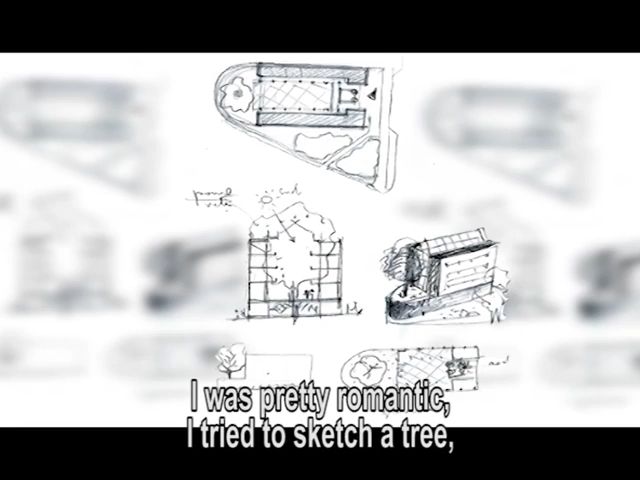 I was pretty romantic,
I tried to sketch a tree,